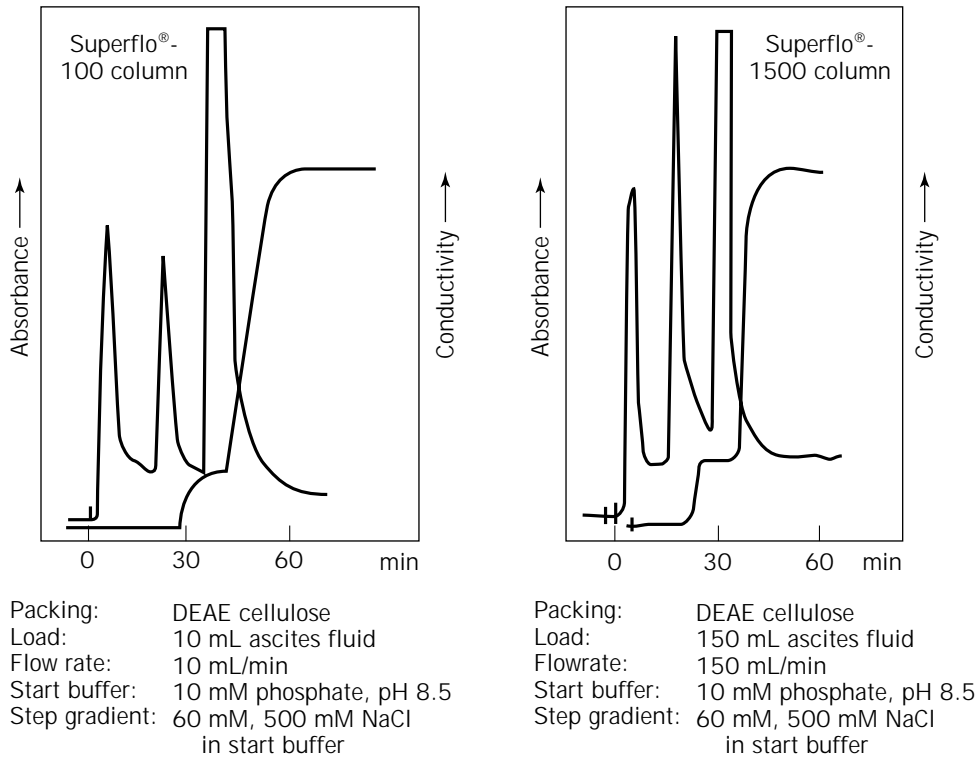 Superflo®-
100 column
Absorbance
Conductivity
0 30 60 min
Packing: DEAE cellulose
Load: 10 mL ascites fluid
Flow rate: 10 mL/min
Start buffer: 10 mM phosphate, pH 8.5
Step gradient: 60 mM, 500 mM NaCl
in start buffer
Superflo®-
1500 column
Absorbance
Conductivity
0 30 60 min
Packing: DEAE cellulose
Load: 150 mL ascites fluid
Flowrate: 150 mL/min
Start buffer: 10 mM phosphate, pH 8.5
Step gradient: 60 mM, 500 mM NaCl
in start buffer